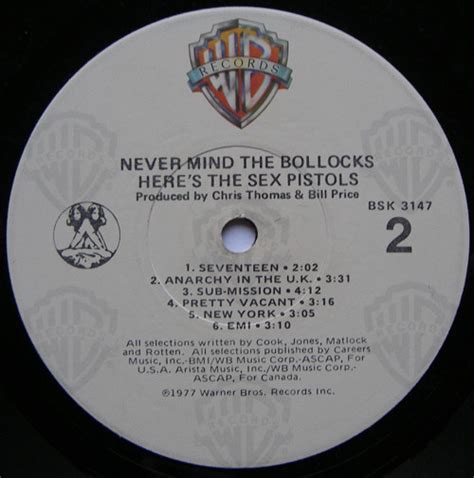 WB
RECORDS
NEVER MIND THE BOLLOCKS
HERE'S THE SEX PISTOLS
Produced by Chris Thomas & Bill Price
BSK 3147
2
1. SEVENTEEN • 2:02
2. ANARCHY IN THE U.K. • 3:31
3. SUB-MISSION • 4:12
4. PRETTY VACANT • 3:16
5. NEW YORK • 3:05
6. EMI • 3:10
All selections written by Cook, Jones, Matlock
and Rotten. All selections published by Careers
Music, Inc.-BMI/WB Music Corp.-ASCAP, For
U.S.A. Arista Music, Inc./WB Music Corp.-
ASCAP, For Canada.
©1977 Warner Bros. Records Inc.